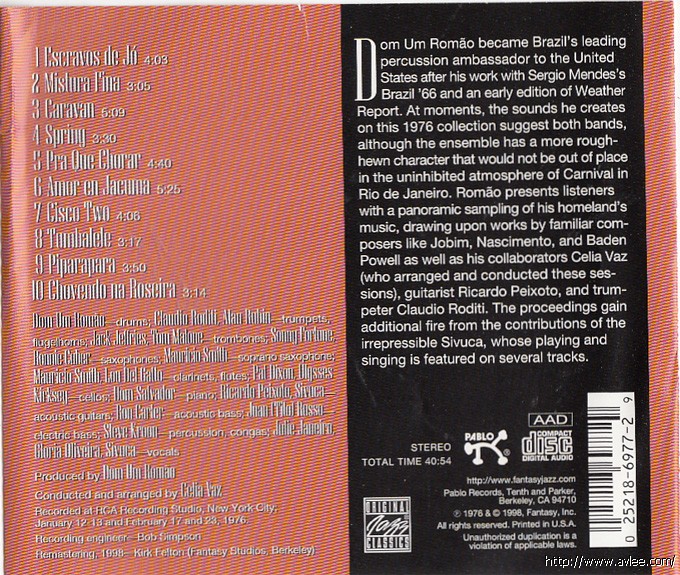 1 Escravos de Jó 4:03
2 Mistura Fina 3:05
3 Caravan 5:09
4 Spring 3:30
5 Pra Que Chorar 4:40
6 Amor en Jacuma 5:25
7 Cisco Two 4:06
8 Tombalele 3:17
9 Piparapara 3:50
10 Chovendo na Roseira 3:14
Dom Um Romão—drums; Claudio Roditi, Alan Rubin—trumpets,
flugelhorns; Jack Jeffries, Tom Malone—trombones; Sonny Fortune,
Ronnie Cuber—saxophones; Mauricio Smith—soprano saxophone;
Mauricio Smith, Lou Del Gatto—clarinets, flutes; Pat Dixon, Ulysses
Kirksey—cellos; Dom Salvador—piano; Ricardo Peixoto, Sivuca—
acoustic guitars; Ron Carter—acoustic bass; Juan Titol Rosso—
electric bass; Steve Kroon—percussion, congas; Julie Janeiro,
Gloria Oliveira, Sivuca—vocals
Produced by Dom Um Romão
Conducted and arranged by Celia Vaz
Recorded at RCA Recording Studio, New York City;
January 12-13 and February 17 and 23, 1976.
Recording engineer—Bob Simpson
Remastering, 1998—Kirk Felton (Fantasy Studios, Berkeley)
Dom Um Romão became Brazil's leading
percussion ambassador to the United
States after his work with Sergio Mendes's
Brazil '66 and an early edition of Weather
Report. At moments, the sounds he creates
on this 1976 collection suggest both bands,
although the ensemble has a more rough-
hewn character that would not be out of place
in the uninhibited atmosphere of Carnival in
Rio de Janeiro. Romão presents listeners
with a panoramic sampling of his homeland's
music, drawing upon works by familiar com-
posers like Jobim, Nascimento, and Baden
Powell as well as his collaborators Celia Vaz
(who arranged and conducted these ses-
sions), guitarist Ricardo Peixoto, and trum-
peter Claudio Roditi. The proceedings gain
additional fire from the contributions of the
irrepressible Sivuca, whose playing and
singing is featured on several tracks.
STEREO
TOTAL TIME 40:54
PABLO
AAD
COMPACT
disc
DIGITAL AUDIO
http://www.fantasyjazz.com
Pablo Records, Tenth and Parker,
Berkeley, CA 94710
℗ 1976 & © 1998, Fantasy, Inc.
All rights reserved. Printed in U.S.A.
Unauthorized duplication is a
violation of applicable laws.
ORIGINAL
JAZZ
CLASSICS
0 25218-6977-2 9
http://www.avlee.com/